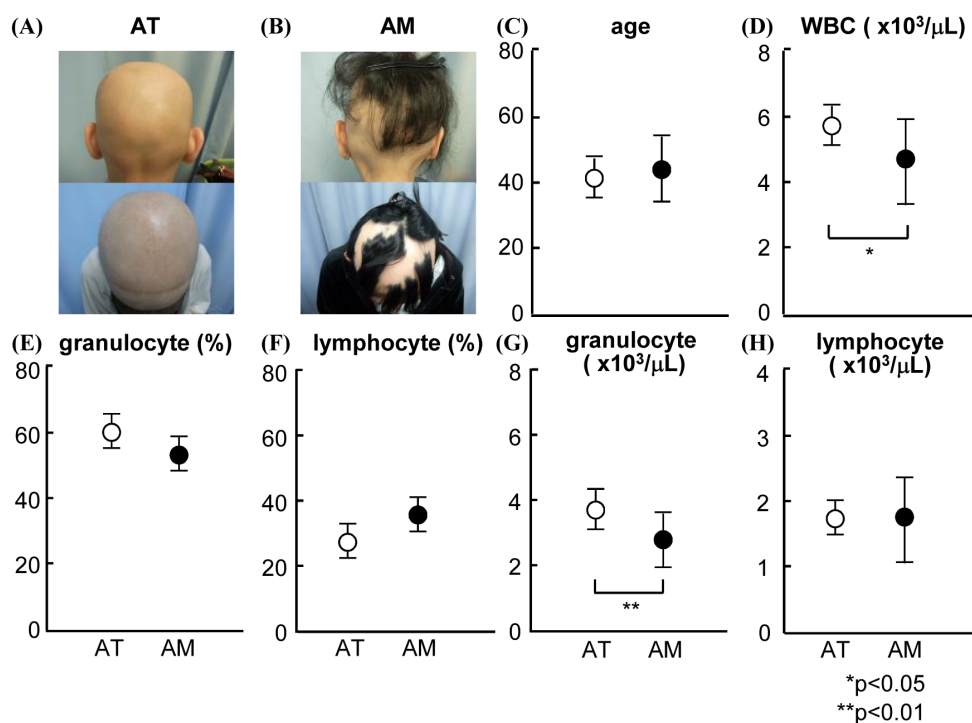 (A) AT
(B) AM
(C) age
80
60
40
20
0
(D) WBC ( x10³/μL)
8
6
4
2
0
*
(E) granulocyte (%)
80
60
40
20
0
AT AM
(F) lymphocyte (%)
80
60
40
20
0
AT AM
(G) granulocyte
( x10³/μL)
8
6
4
2
0
**
AT AM
(H) lymphocyte
( x10³/μL)
4
3
2
1
0
AT AM
*p<0.05
**p<0.01